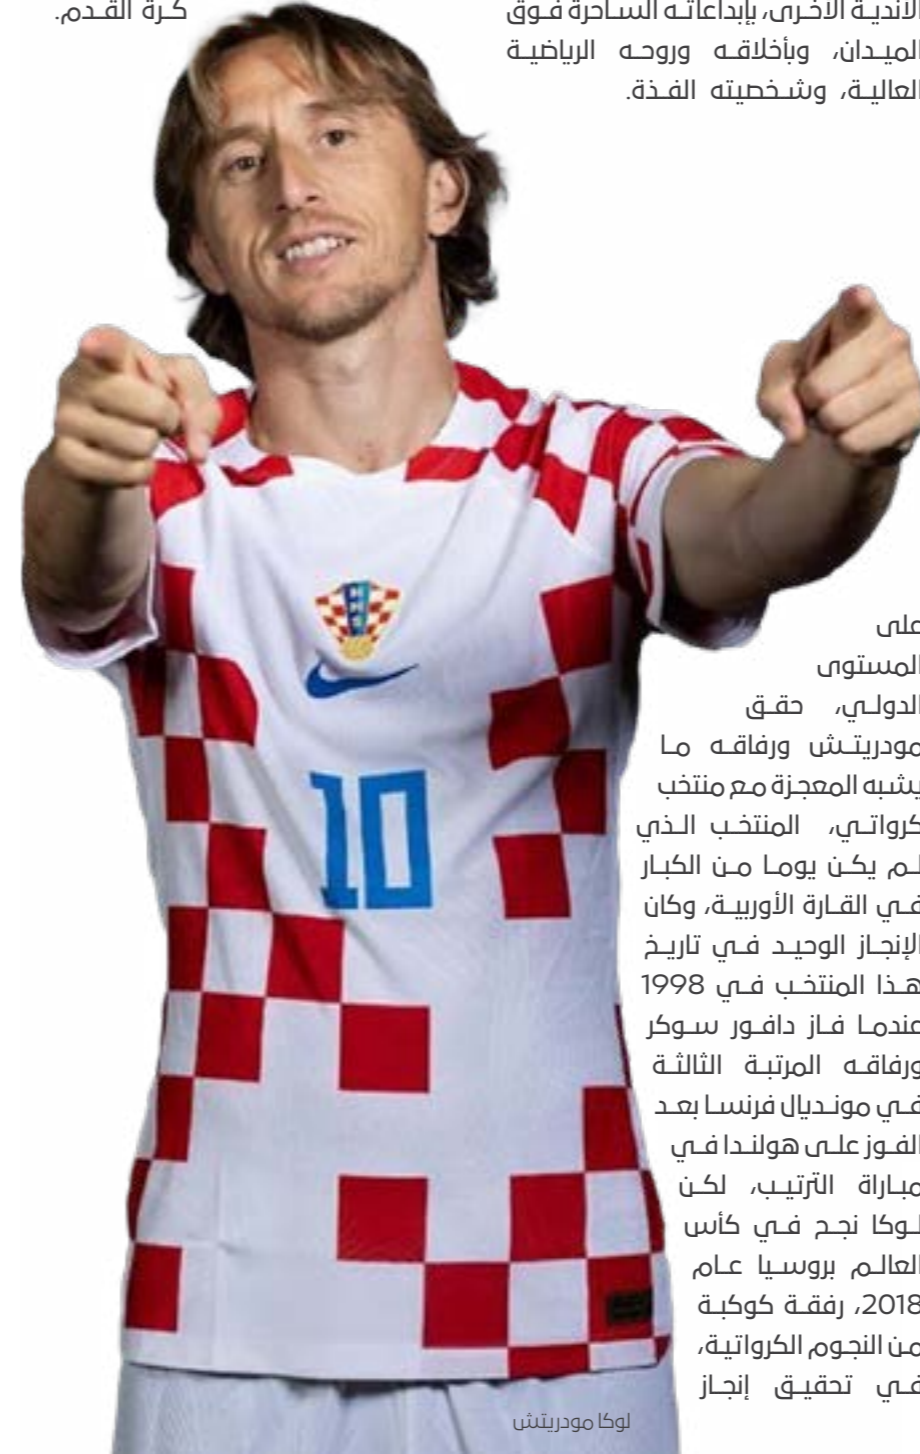 الأندية الأخرى، بإبداعاته الساحرة فوق
الميدان، وبأخلاقه وروحه الرياضية
العالية، وشخصيته الفذة.
كرة القدم.
على
المستوى
الدولي، حقق
مودريتش ورفاقه ما
يشبه المعجزة مع منتخب
كرواتي، المنتخب الذي
لم يكن يوما من الكبار
في القارة الأوربية، وكان
الإنجاز الوحيد في تاريخ
هذا المنتخب في 1998
عندما فاز دافور سوكر
ورفاقه المرتبة الثالثة
في مونديال فرنسا بعد
الفوز على هولندا في
مباراة الترتيب، لكن
لوكا نجح في كأس
العالم بروسيا عام
2018، رفقة كوكبة
من النجوم الكرواتية،
في تحقيق إنجاز
10
لوكا مودريتش